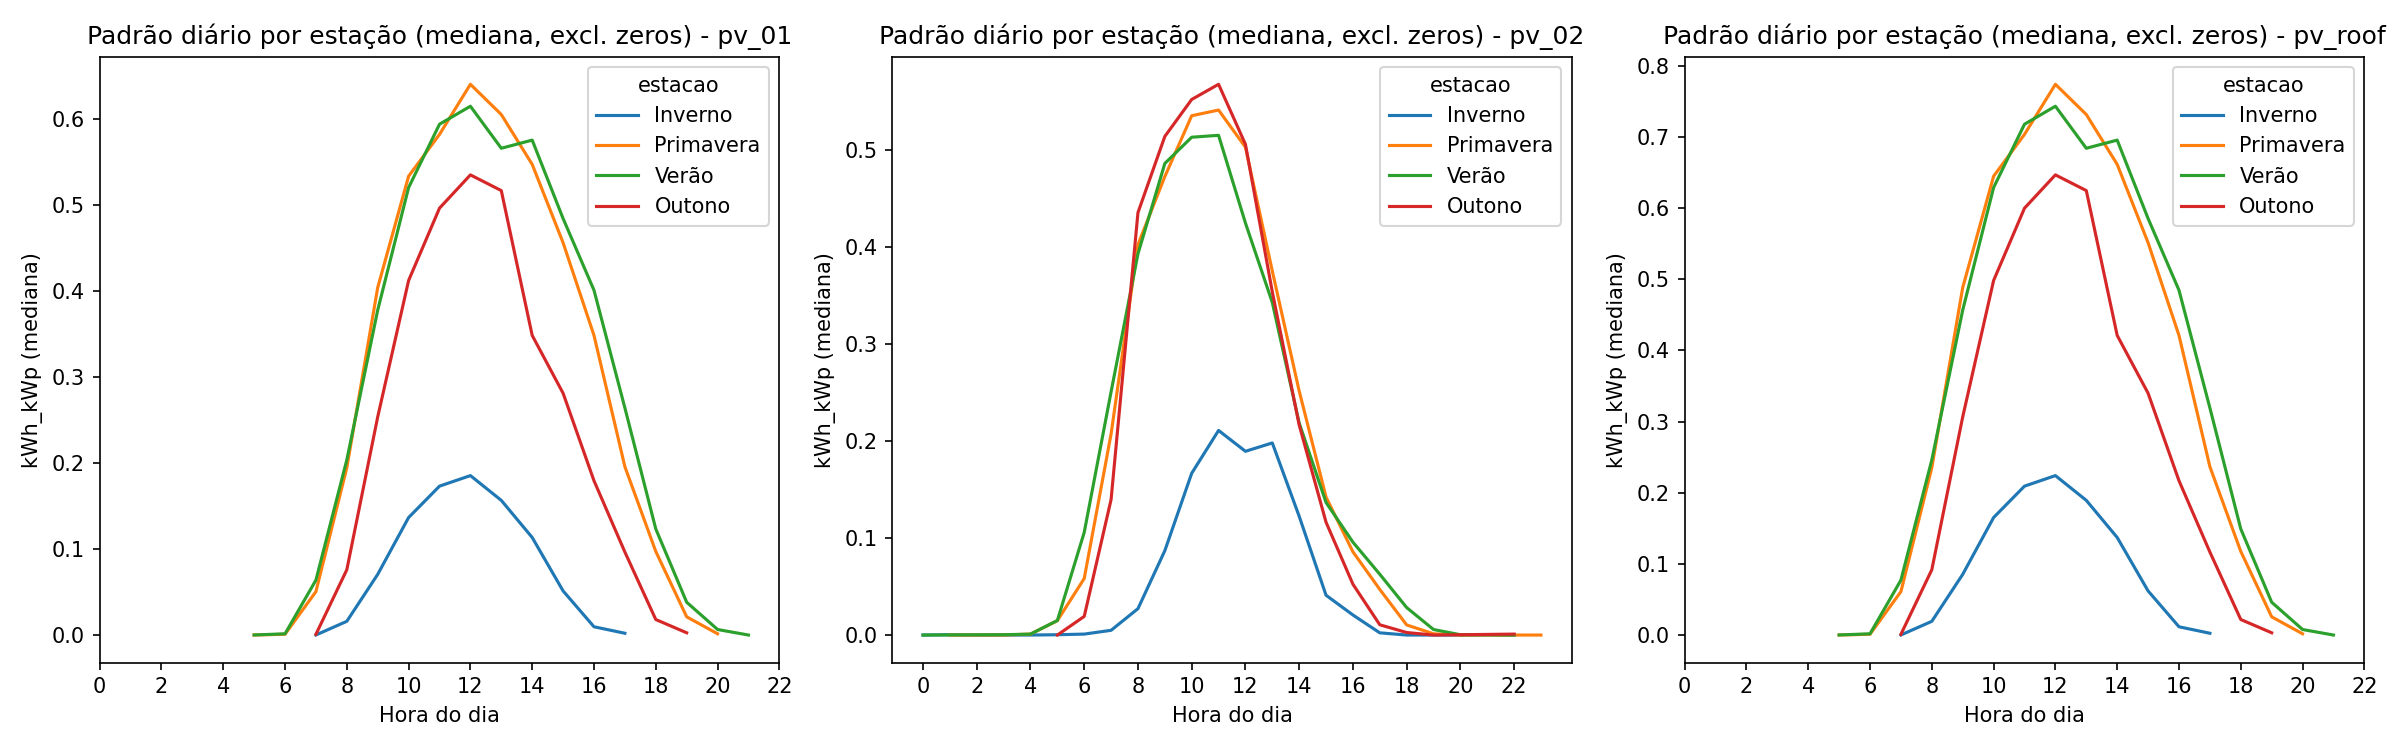 Padrão diário por estação (mediana, excl. zeros) - pv_01
kWh_kWp (mediana)
0.6
0.5
0.4
0.3
0.2
0.1
0.0
estacao
Inverno
Primavera
Verão
Outono
0 2 4 6 8 10 12 14 16 18 20 22
Hora do dia
Padrão diário por estação (mediana, excl. zeros) - pv_02
kWh_kWp (mediana)
0.5
0.4
0.3
0.2
0.1
0.0
estacao
Inverno
Primavera
Verão
Outono
0 2 4 6 8 10 12 14 16 18 20 22
Hora do dia
Padrão diário por estação (mediana, excl. zeros) - pv_roof
kWh_kWp (mediana)
0.8
0.7
0.6
0.5
0.4
0.3
0.2
0.1
0.0
estacao
Inverno
Primavera
Verão
Outono
0 2 4 6 8 10 12 14 16 18 20 22
Hora do dia